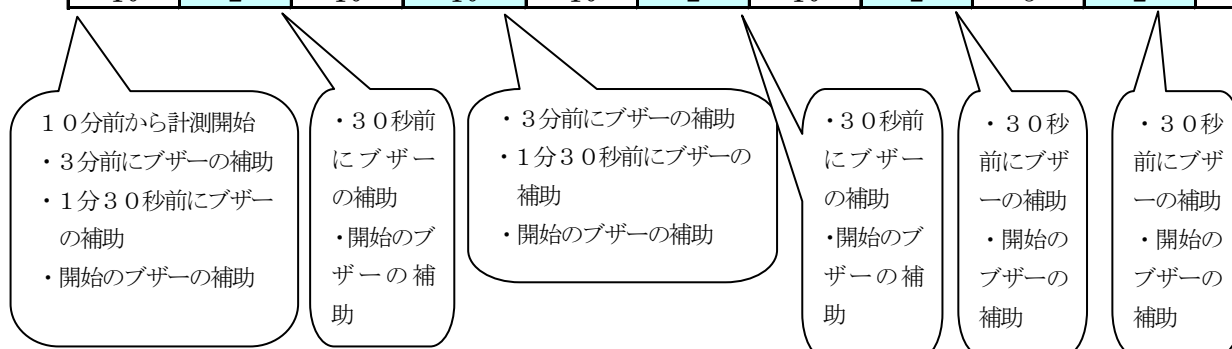 １０分前から計測開始
・３分前にブザーの補助
・１分３０秒前にブザー
の補助
・開始のブザーの補助
・３０秒前
にブザー
の補助
・開始のブ
ザーの補
助
・３分前にブザーの補助
・１分３０秒前にブザーの
補助
・開始のブザーの補助
・３０秒前
にブザー
の補助
・開始のブ
ザーの補
助
・３０秒
前にブザ
ーの補助
・開始の
ブザーの
補助
・３０秒
前にブザ
ーの補助
・開始の
ブザーの
補助